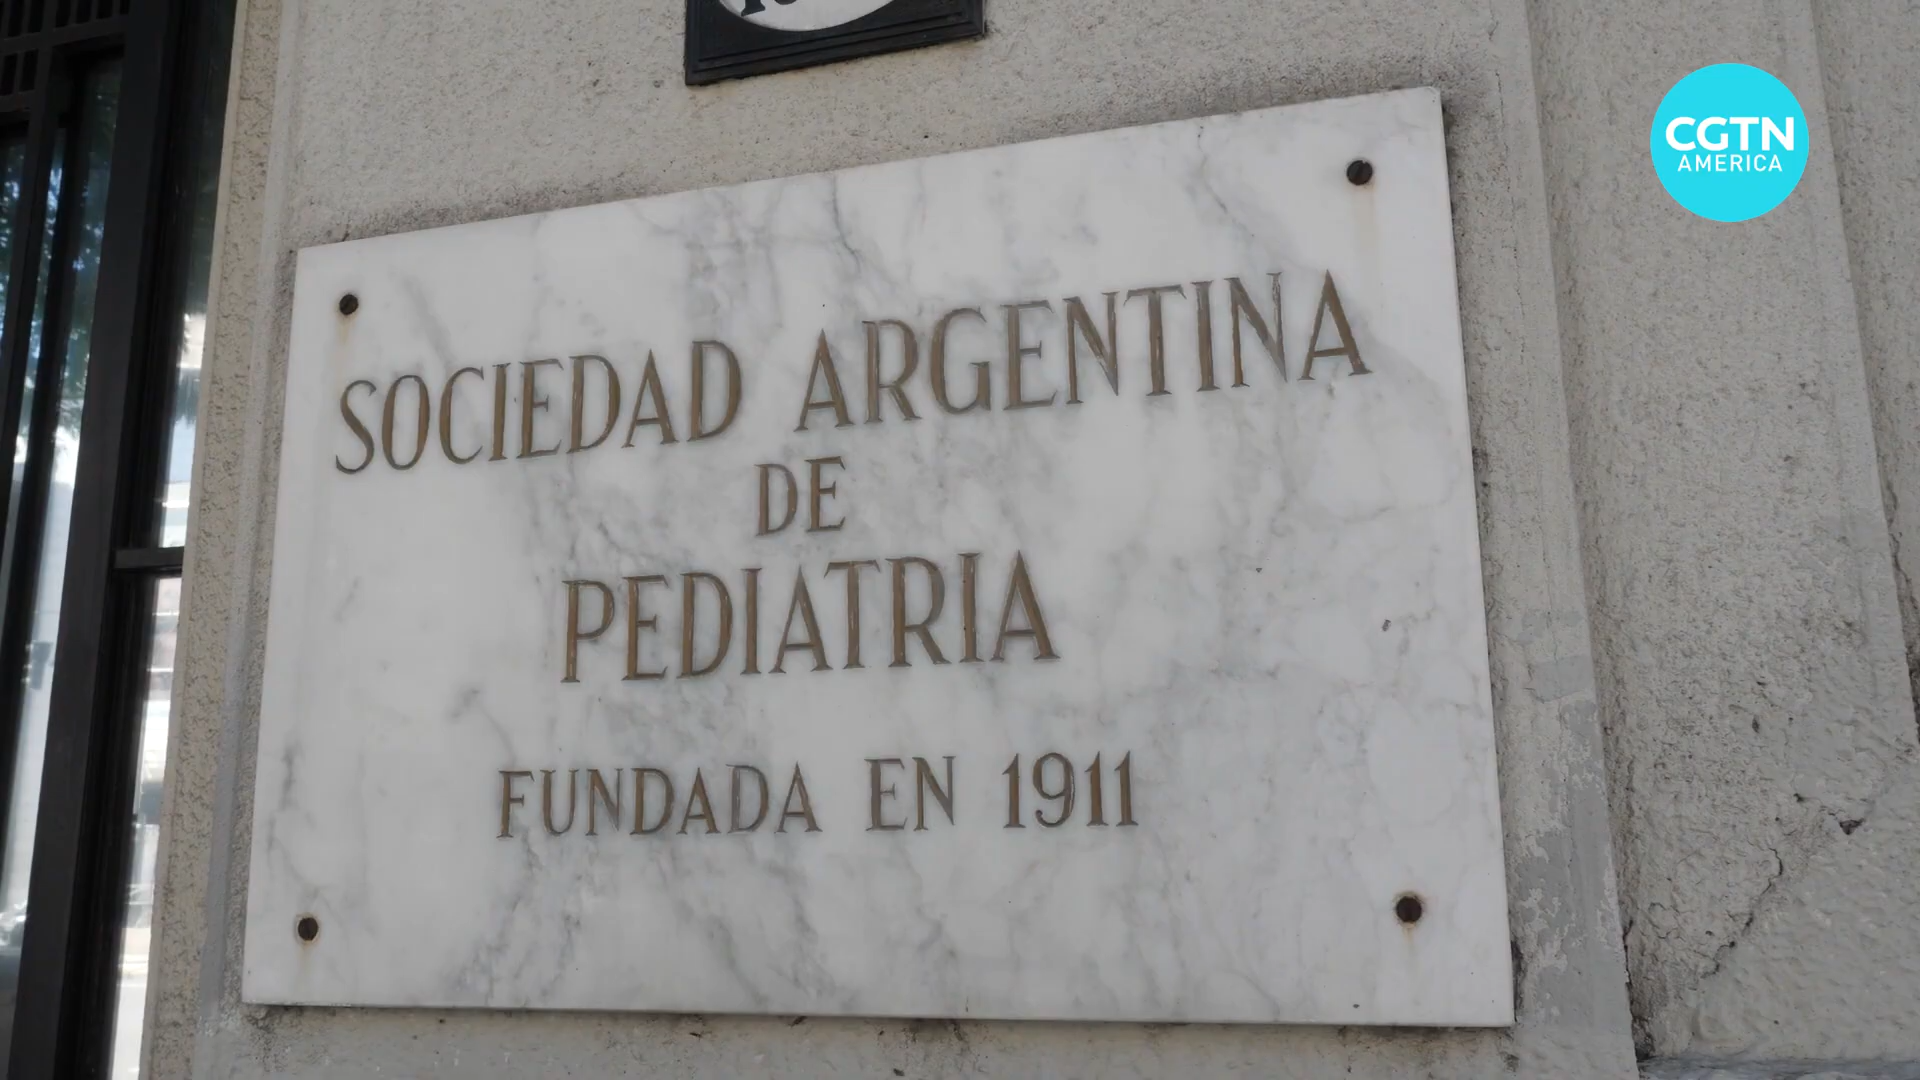 CGTN
AMERICA
SOCIEDAD ARGENTINA
DE
PEDIATRIA
FUNDADA EN 1911